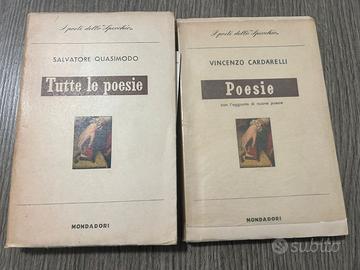 I poeti dello "Specchio"
SALVATORE QUASIMODO
Tutte le poesie
MONDADORI
I poeti dello "Specchio"
VINCENZO CARDARELLI
Poesie
con l'aggiunta di nuove poesie
MONDADORI
subito